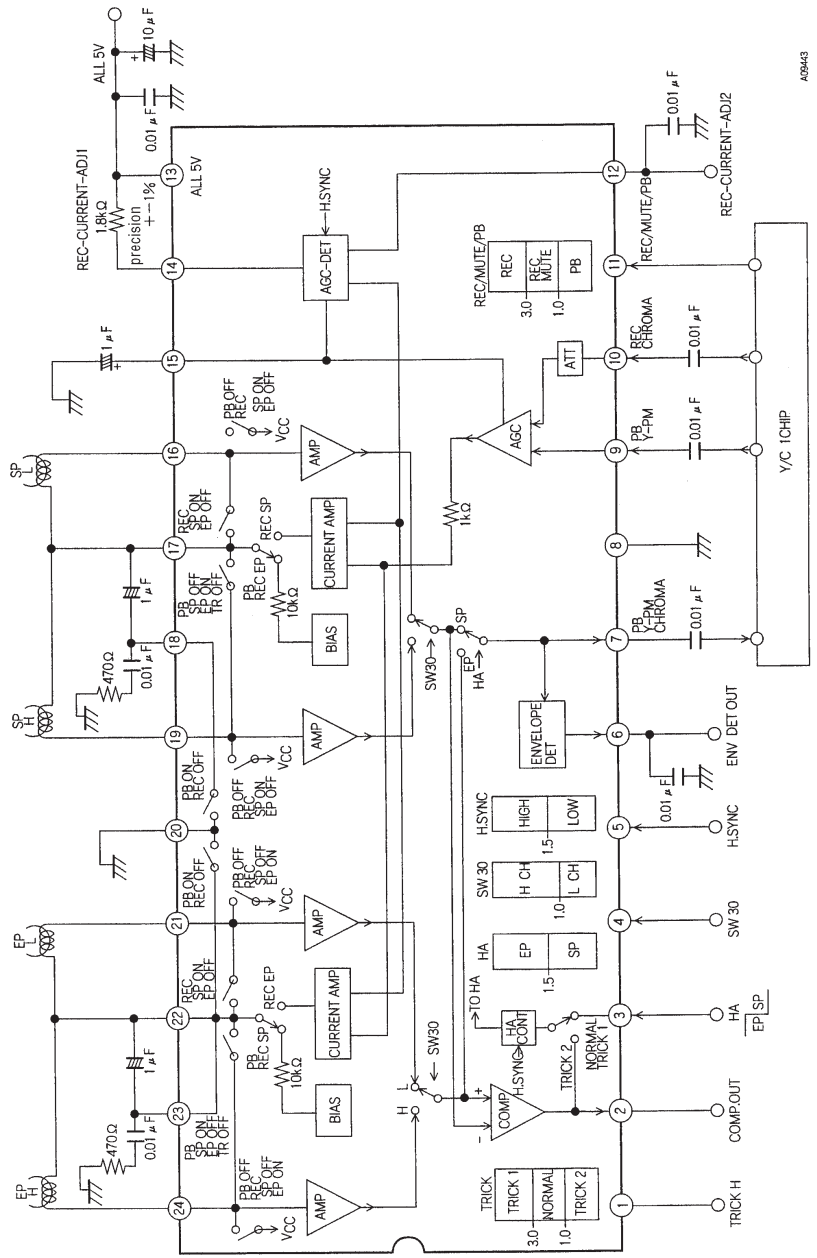 ALL 5V
10 μF
0.01 μF
REC-CURRENT-ADJ1
1.8kΩ
precision
+-1%
ALL 5V
13
14
15
16
17
18
19
20
21
22
23
24
1 μF
SP
L
SP
H
EP
L
EP
H
1 μF
470Ω
0.01 μF
1 μF
470Ω
0.01 μF
AGC-DET
H.SYNC
PB OFF
REC
SP ON
EP OFF
VCC
AMP
REC
SP ON
EP OFF
REC SP
PB
REC EP
10kΩ
BIAS
CURRENT AMP
PB
SP OFF
EP ON
TR OFF
AMP
PB OFF
REC
SP ON
EP OFF
VCC
PB ON
REC OFF
PB ON
REC OFF
PB OFF
REC
SP OFF
EP ON
VCC
AMP
REC
SP ON
EP OFF
REC EP
PB
REC SP
10kΩ
BIAS
CURRENT AMP
PB
SP ON
EP OFF
TR OFF
PB OFF
REC
SP OFF
EP ON
VCC
AMP
REC/MUTE/PB
REC
3.0
REC
MUTE
1.0
PB
ATT
AGC
1kΩ
SW30
SP
EP
HA
ENVELOPE
DET
L
H
SW30
COMP
+
-
H.SYNC
HA
CONT
TO HA
TRICK 2
NORMAL
TRICK 1
H.SYNC
HIGH
1.5
LOW
SW 30
H CH
1.0
L CH
HA
EP
1.5
SP
TRICK
TRICK 1
3.0
NORMAL
1.0
TRICK 2
12
11
10
9
8
7
6
5
4
3
2
1
0.01 μF
REC-CURRENT-ADJ2
REC/MUTE/PB
REC
CHROMA
0.01 μF
PB
Y-PM
0.01 μF
PB
Y-PM
CHROMA
0.01 μF
Y/C 1CHIP
0.01 μF
ENV DET OUT
H.SYNC
SW 30
HA
EP
SP
COMP.OUT
TRICK H
A09443